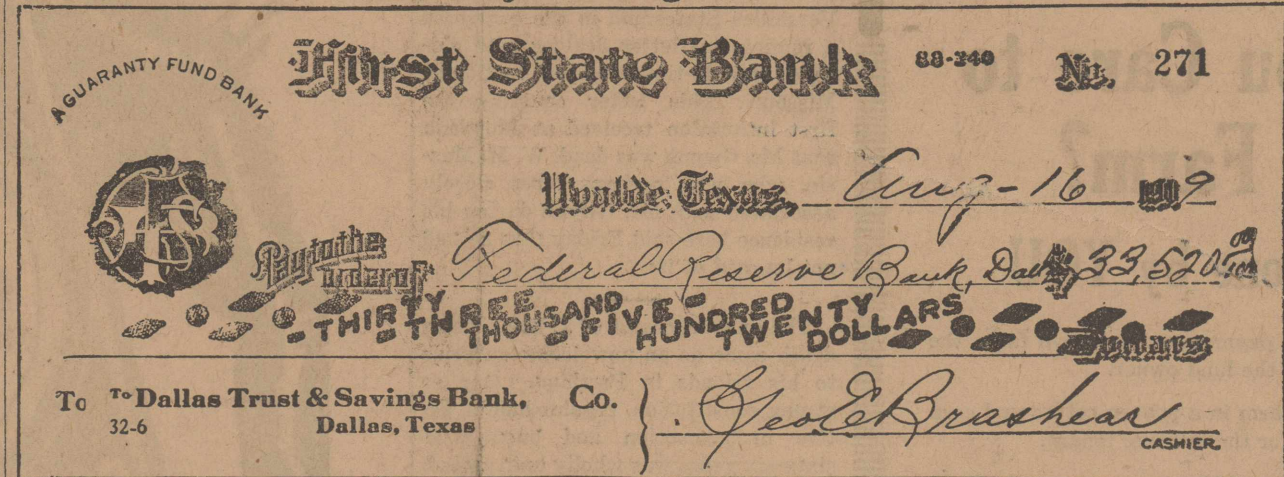 A GUARANTY FUND BANK
First State Bank 88-240 No. 271
Uvalde, Texas, Aug-16 1919
Pay to the order of Federal Reserve Bank, Dallas $33,520 00/100
-THIRTY THREE THOUSAND-FIVE-HUNDRED TWENTY DOLLARS
Dollars
To To Dallas Trust & Savings Bank, Co.
32-6 Dallas, Texas
Geo E Brashear
CASHIER